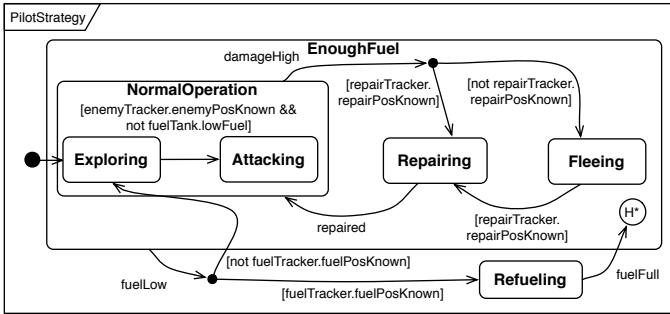 PilotStrategy
EnoughFuel
damageHigh
NormalOperation
[enemyTracker.enemyPosKnown &&
not fuelTank.lowFuel]
[repairTracker.
repairPosKnown]
[not repairTracker.
repairPosKnown]
Exploring
Attacking
Repairing
Fleeing
repaired
[repairTracker.
repairPosKnown]
H*
[not fuelTracker.fuelPosKnown]
fuelLow
[fuelTracker.fuelPosKnown]
Refueling
fuelFull